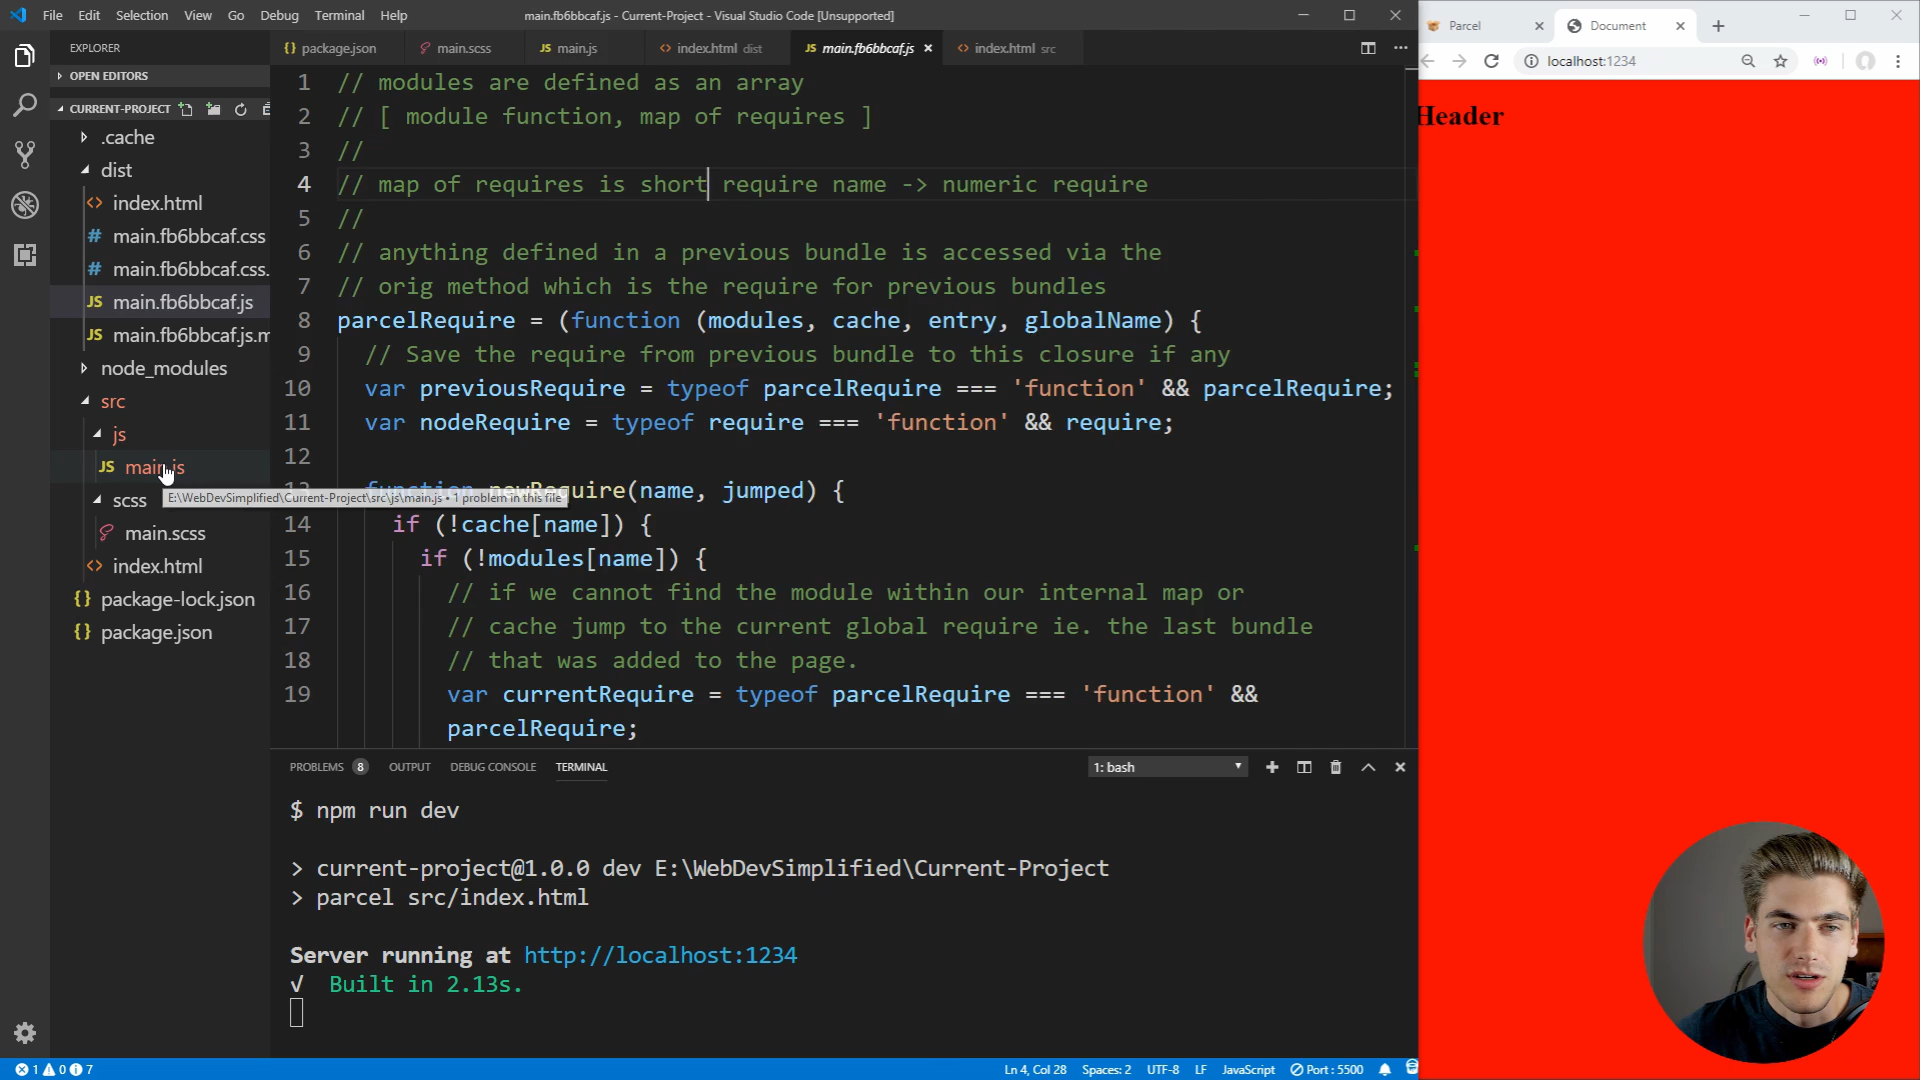 File Edit Selection View Go Debug Terminal Help
main.fb6bbcaf.js - Current-Project - Visual Studio Code [Unsupported]
EXPLORER
OPEN EDITORS
CURRENT-PROJECT
.cache
dist
index.html
main.fb6bbcaf.css
main.fb6bbcaf.css.
JS main.fb6bbcaf.js
JS main.fb6bbcaf.js.m
node_modules
src
js
JS main.js
E:\WebDevSimplified\Current-Project\src\js\main.js • 1 problem in this file
scss
main.scss
index.html
package-lock.json
package.json
package.json main.scss JS main.js index.html dist JS main.fb6bbcaf.js index.html src
1 // modules are defined as an array
2 // [ module function, map of requires ]
3 //
4 // map of requires is short require name -> numeric require
5 //
6 // anything defined in a previous bundle is accessed via the
7 // orig method which is the require for previous bundles
8 parcelRequire = (function (modules, cache, entry, globalName) {
9 // Save the require from previous bundle to this closure if any
10 var previousRequire = typeof parcelRequire === 'function' && parcelRequire;
11 var nodeRequire = typeof require === 'function' && require;
12
13 function newRequire(name, jumped) {
14 if (!cache[name]) {
15 if (!modules[name]) {
16 // if we cannot find the module within our internal map or
17 // cache jump to the current global require ie. the last bundle
18 // that was added to the page.
19 var currentRequire = typeof parcelRequire === 'function' &&
parcelRequire;
PROBLEMS 8 OUTPUT DEBUG CONSOLE TERMINAL
1: bash
$ npm run dev
> current-project@1.0.0 dev E:\WebDevSimplified\Current-Project
> parcel src/index.html
Server running at http://localhost:1234
√ Built in 2.13s.
1 0 7
Ln 4, Col 28 Spaces: 2 UTF-8 LF JavaScript Port : 5500
Parcel
Document
localhost:1234
Header